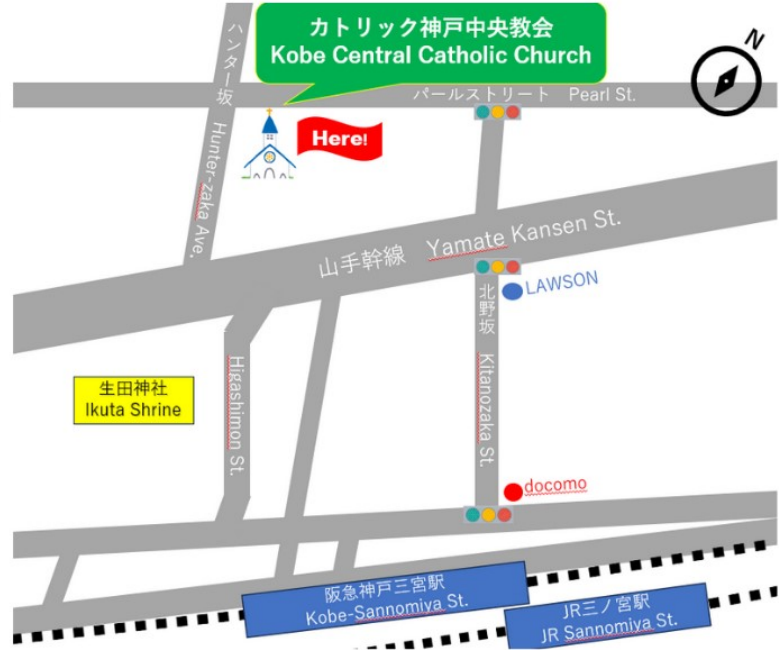 カトリック神戸中央教会
Kobe Central Catholic Church
N
ハンター坂 Hunter-zaka Ave.
パールストリート Pearl St.
Here!
山手幹線 Yamate Kansen St.
LAWSON
北野坂 Kitanozaka St.
生田神社
Ikuta Shrine
Higashimon St.
docomo
阪急神戸三宮駅
Kobe-Sannomiya St.
JR三ノ宮駅
JR Sannomiya St.